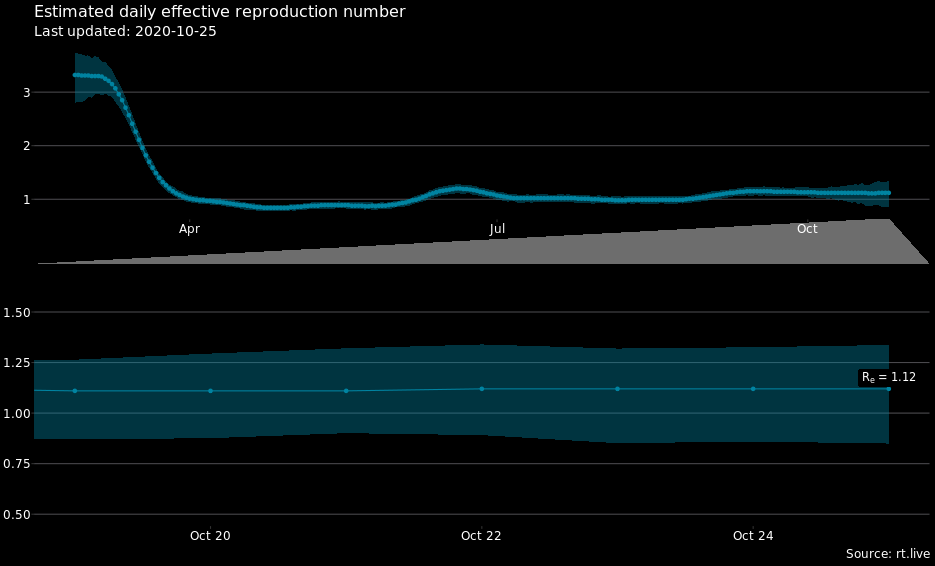 Estimated daily effective reproduction number
Last updated: 2020-10-25
3
2
1
Apr Jul Oct
1.50
1.25
Rₑ = 1.12
1.00
0.75
0.50
Oct 20 Oct 22 Oct 24
Source: rt.live